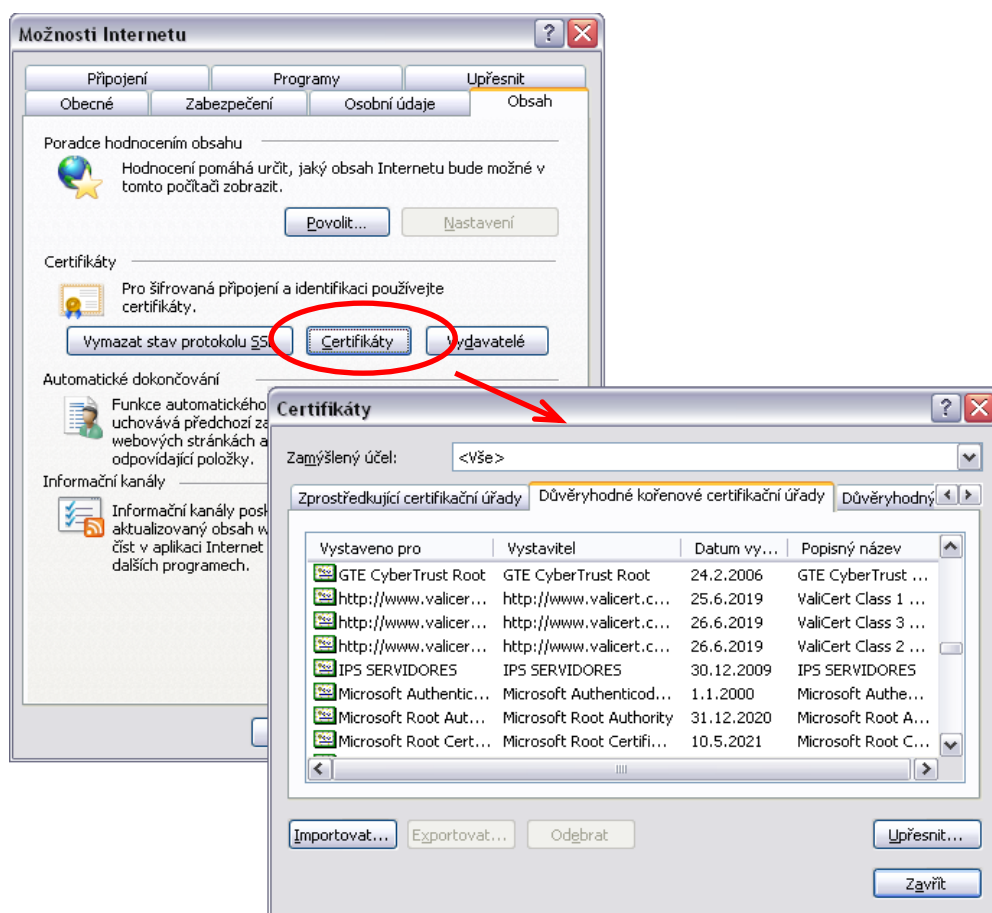 Možnosti Internetu
Připojení Programy Upřesnit
Obecné Zabezpečení Osobní údaje Obsah
Poradce hodnocením obsahu
Hodnocení pomáhá určit, jaký obsah Internetu bude možné v
tomto počítači zobrazit.
Povolit... Nastavení
Certifikáty
Pro šifrovaná připojení a identifikaci používejte
certifikáty.
Vymazat stav protokolu Certifikáty Vydavatelé
Automatické dokončování
Funkce automatického
uchovává předchozí
webových stránkách a
odpovídající položky.
Informační kanály
Informační kanály
aktualizovaný obsah
číst v aplikaci Internet
dalších programech.
Certifikáty
Zamýšlený účel: <Vše>
Zprostředkující certifikační úřady Důvěryhodné kořenové certifikační úřady Důvěryhodný
Vystaveno pro Vystavitel Datum vy... Popisný název
GTE CyberTrust Root GTE CyberTrust Root 24.2.2006 GTE CyberTrust ...
http://www.valicer... http://www.valicert.c... 25.6.2019 ValiCert Class 1 ...
http://www.valicer... http://www.valicert.c... 26.6.2019 ValiCert Class 3 ...
http://www.valicer... http://www.valicert.c... 26.6.2019 ValiCert Class 2 ...
IPS SERVIDORES IPS SERVIDORES 30.12.2009 IPS SERVIDORES
Microsoft Authentic... Microsoft Authenticod... 1.1.2000 Microsoft Authe...
Microsoft Root Aut... Microsoft Root Authority 31.12.2020 Microsoft Root A...
Microsoft Root Cert... Microsoft Root Certifi... 10.5.2021 Microsoft Root C...
Importovat... Exportovat... Odebrat Upřesnit...
Zavřít